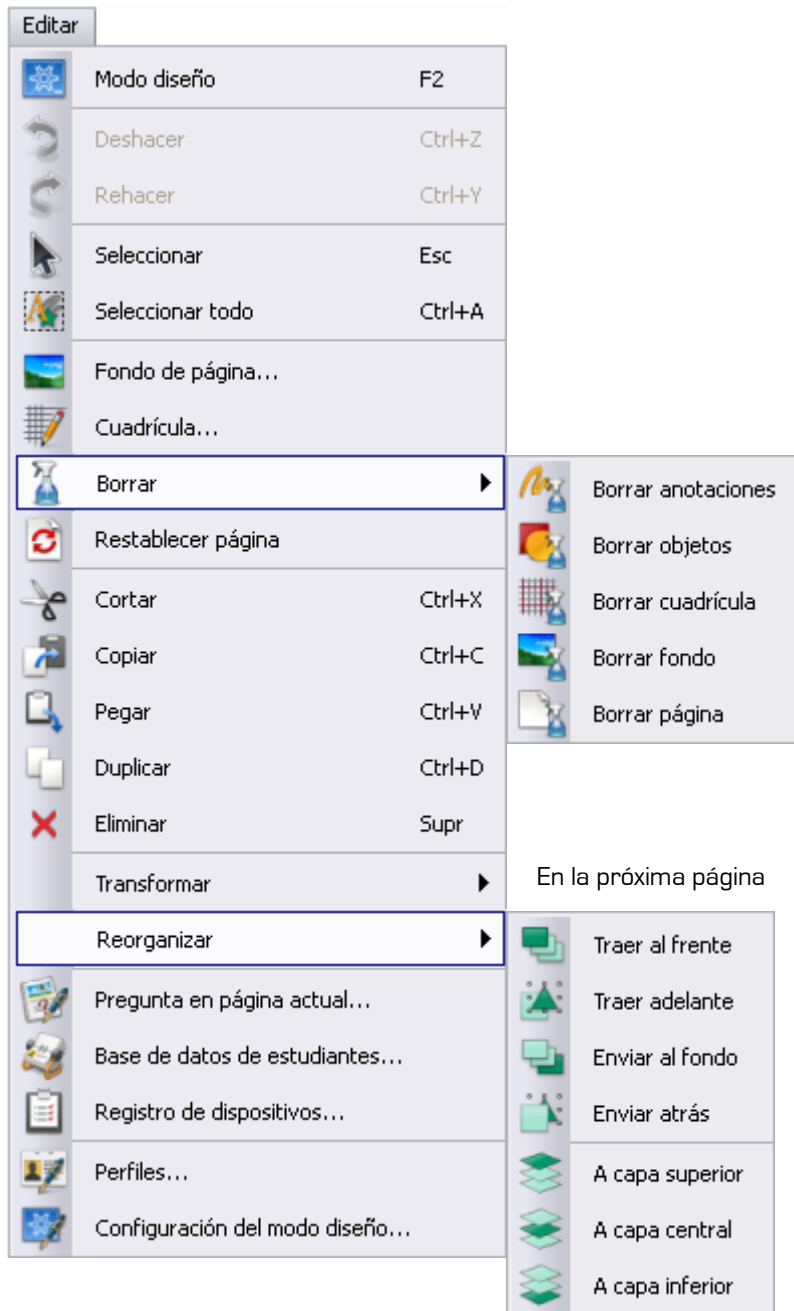 Editar
Modo diseño F2
Deshacer Ctrl+Z
Rehacer Ctrl+Y
Seleccionar Esc
Seleccionar todo Ctrl+A
Fondo de página...
Cuadrícula...
Borrar
Borrar anotaciones
Borrar objetos
Borrar cuadrícula
Borrar fondo
Borrar página
Restablecer página
Cortar Ctrl+X
Copiar Ctrl+C
Pegar Ctrl+V
Duplicar Ctrl+D
Eliminar Supr
Transformar
En la próxima página
Reorganizar
Traer al frente
Traer adelante
Enviar al fondo
Enviar atrás
A capa superior
A capa central
A capa inferior
Pregunta en página actual...
Base de datos de estudiantes...
Registro de dispositivos...
Perfiles...
Configuración del modo diseño...